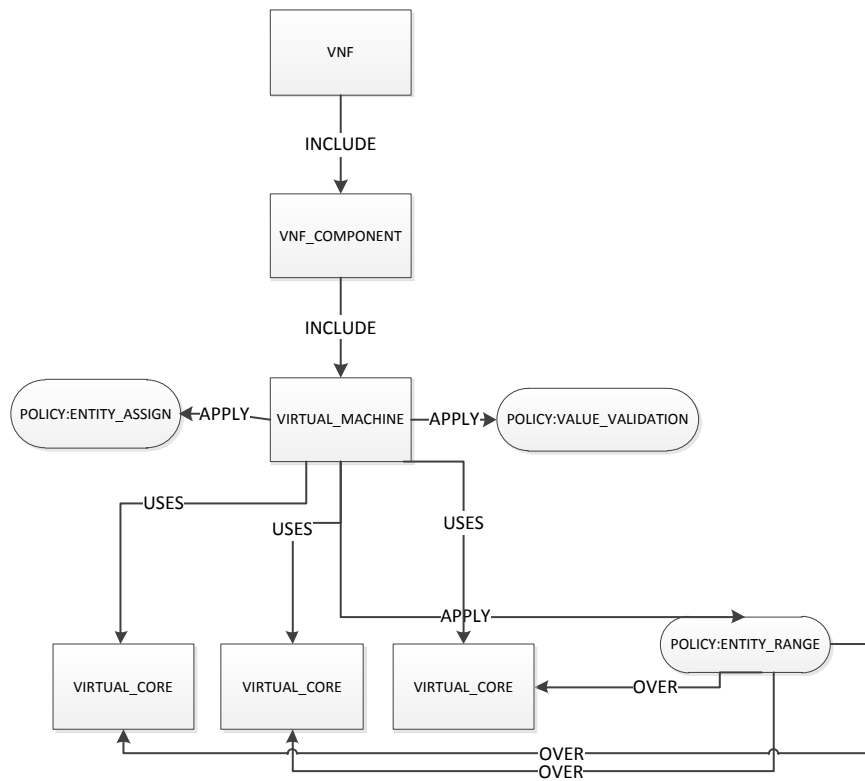 VNF
INCLUDE
VNF_COMPONENT
INCLUDE
POLICY:ENTITY_ASSIGN
APPLY
VIRTUAL_MACHINE
APPLY
POLICY:VALUE_VALIDATION
USES
USES
USES
APPLY
POLICY:ENTITY_RANGE
VIRTUAL_CORE
VIRTUAL_CORE
VIRTUAL_CORE
OVER
OVER
OVER